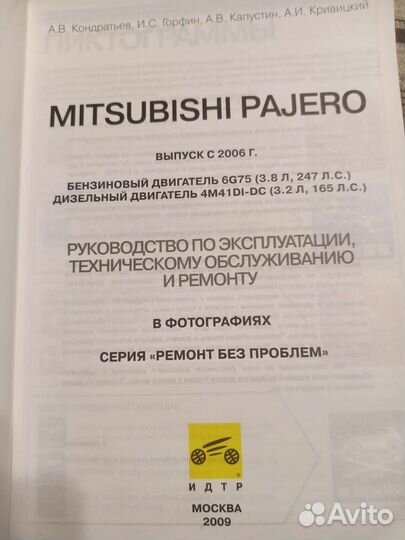 А.В. Кондратьев, И.С. Горфин, А.В. Капустин, А.И. Кривицкий
ПИКТОГРАММЫ
MITSUBISHI PAJERO
ВЫПУСК С 2006 Г.
БЕНЗИНОВЫЙ ДВИГАТЕЛЬ 6G75 (3.8 Л, 247 Л.С.)
ДИЗЕЛЬНЫЙ ДВИГАТЕЛЬ 4M41DI-DC (3.2 Л, 165 Л.С.)
РУКОВОДСТВО ПО ЭКСПЛУАТАЦИИ,
ТЕХНИЧЕСКОМУ ОБСЛУЖИВАНИЮ
И РЕМОНТУ
В ФОТОГРАФИЯХ
СЕРИЯ «РЕМОНТ БЕЗ ПРОБЛЕМ»
®
ИДТР
МОСКВА
2009
Avito